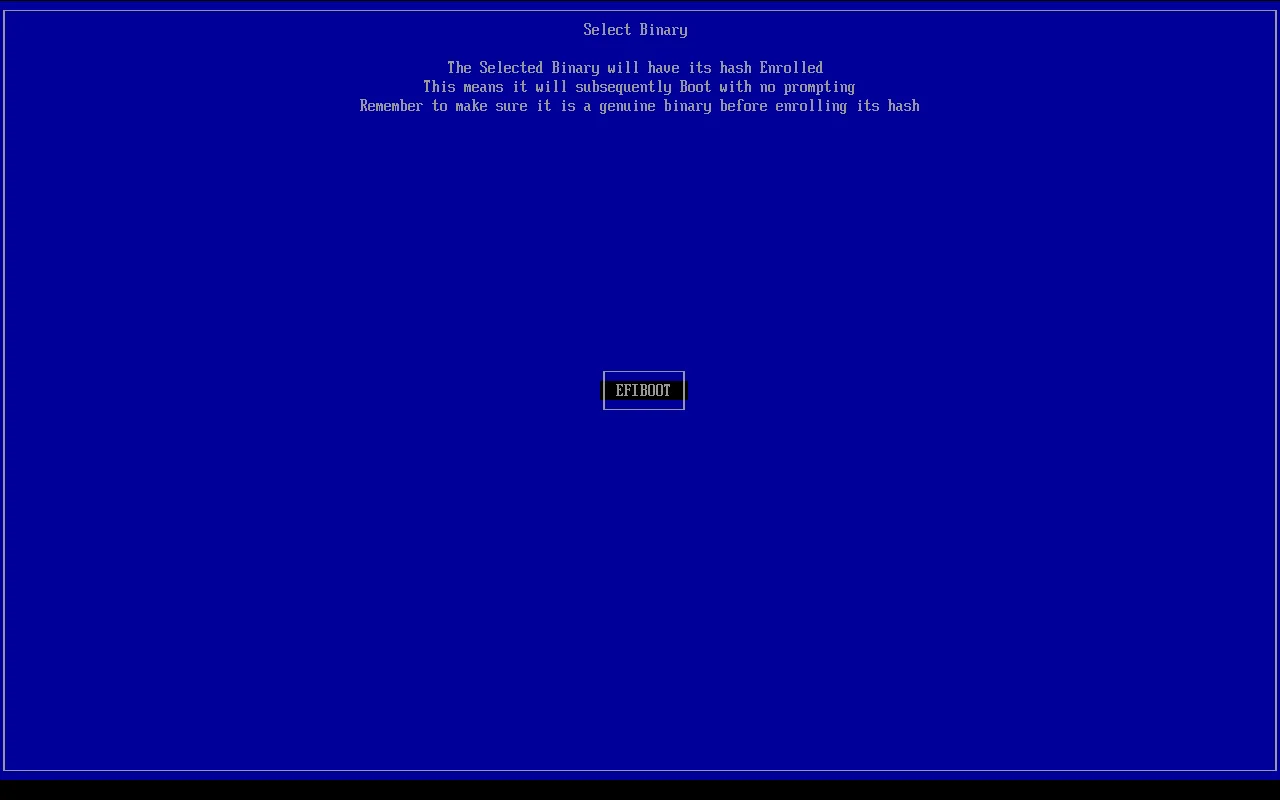 Select Binary
The Selected Binary will have its hash Enrolled
This means it will subsequently Boot with no prompting
Remember to make sure it is a genuine binary before enrolling its hash
EFIBOOT